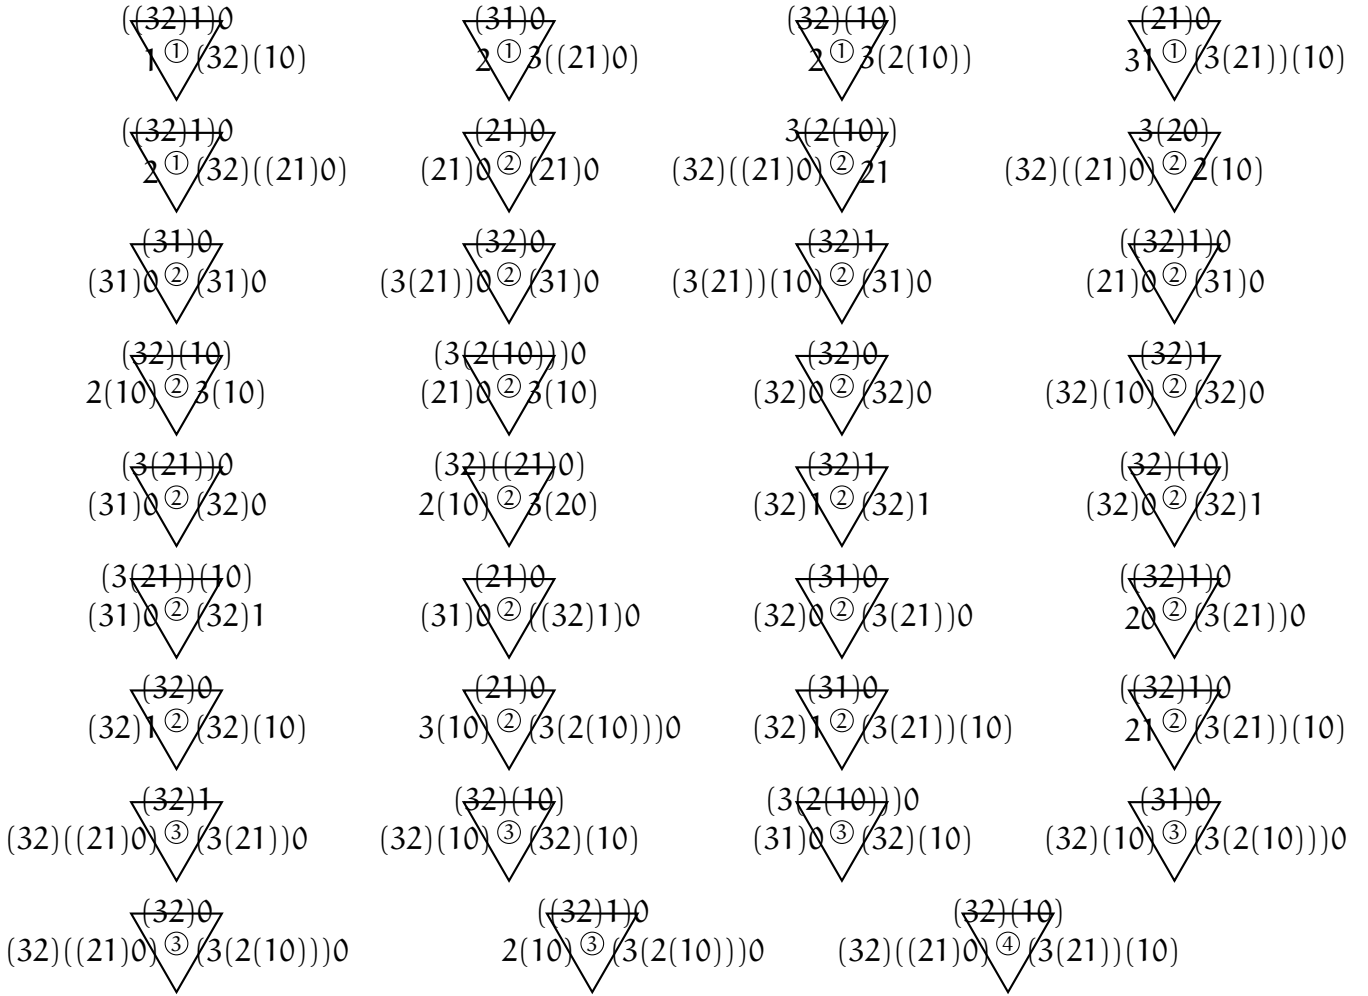 ((32)1)0 (31)0 (32)(10) (21)0
1 ① (32)(10) 2 ① 3((21)0) 2 ① 3(2(10)) 31 ① (3(21))(10)
((32)1)0 (21)0 3(2(10)) 3(20)
2 ① (32)((21)0) (21)0 ② (21)0 (32)((21)0) ② 21 (32)((21)0) ② 2(10)
(31)0 (32)0 (32)1 ((32)1)0
(31)0 ② (31)0 (3(21))0 ② (31)0 (3(21))(10) ② (31)0 (21)0 ② (31)0
(32)(10) (3(2(10)))0 (32)0 (32)1
2(10) ② 3(10) (21)0 ② 3(10) (32)0 ② (32)0 (32)(10) ② (32)0
(3(21))0 (32)((21)0) (32)1 (32)(10)
(31)0 ② (32)0 2(10) ② 3(20) (32)1 ② (32)1 (32)0 ② (32)1
(3(21))(10) (21)0 (31)0 ((32)1)0
(31)0 ② (32)1 (31)0 ② ((32)1)0 (32)0 ② (3(21))0 20 ② (3(21))0
(32)0 (21)0 (31)0 ((32)1)0
(32)1 ② (32)(10) 3(10) ② (3(2(10)))0 (32)1 ② (3(21))(10) 21 ② (3(21))(10)
(32)1 (32)(10) (3(2(10)))0 (31)0
(32)((21)0) ③ (3(21))0 (32)(10) ③ (32)(10) (31)0 ③ (32)(10) (32)(10) ③ (3(2(10)))0
(32)0 ((32)1)0 (32)(10)
(32)((21)0) ③ (3(2(10)))0 2(10) ③ (3(2(10)))0 (32)((21)0) ④ (3(21))(10)